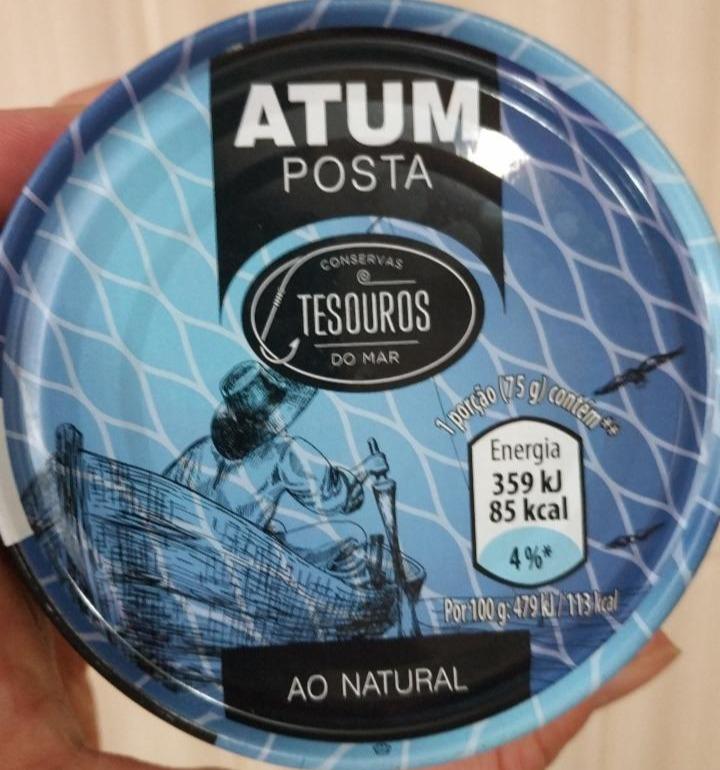 ATUM
POSTA
CONSERVAS
TESOUROS
DO MAR
1 porção (75 g) contém**
Energia
359 kJ
85 kcal
4%*
Por 100 g: 479 kJ / 113 kcal
AO NATURAL